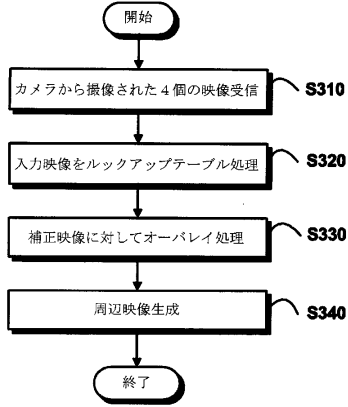 開始
カメラから撮像された4個の映像受信
S310
入力映像をルックアップテーブル処理
S320
補正映像に対してオーバレイ処理
S330
周辺映像生成
S340
終了